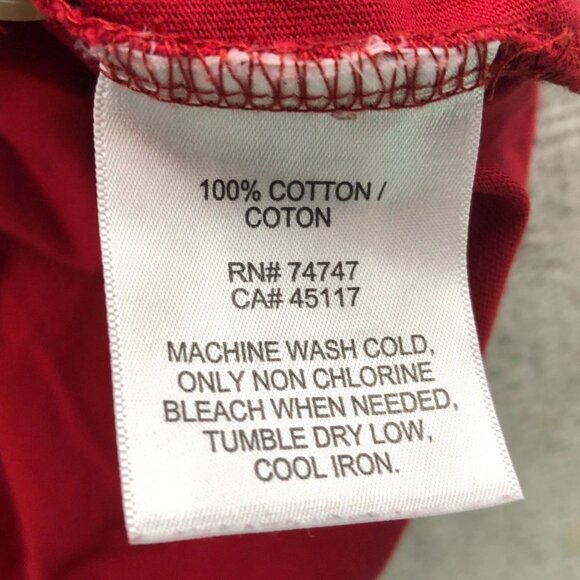 100% COTTON /
COTON
RN# 74747
CA# 45117
MACHINE WASH COLD,
ONLY NON CHLORINE
BLEACH WHEN NEEDED,
TUMBLE DRY LOW,
COOL IRON.